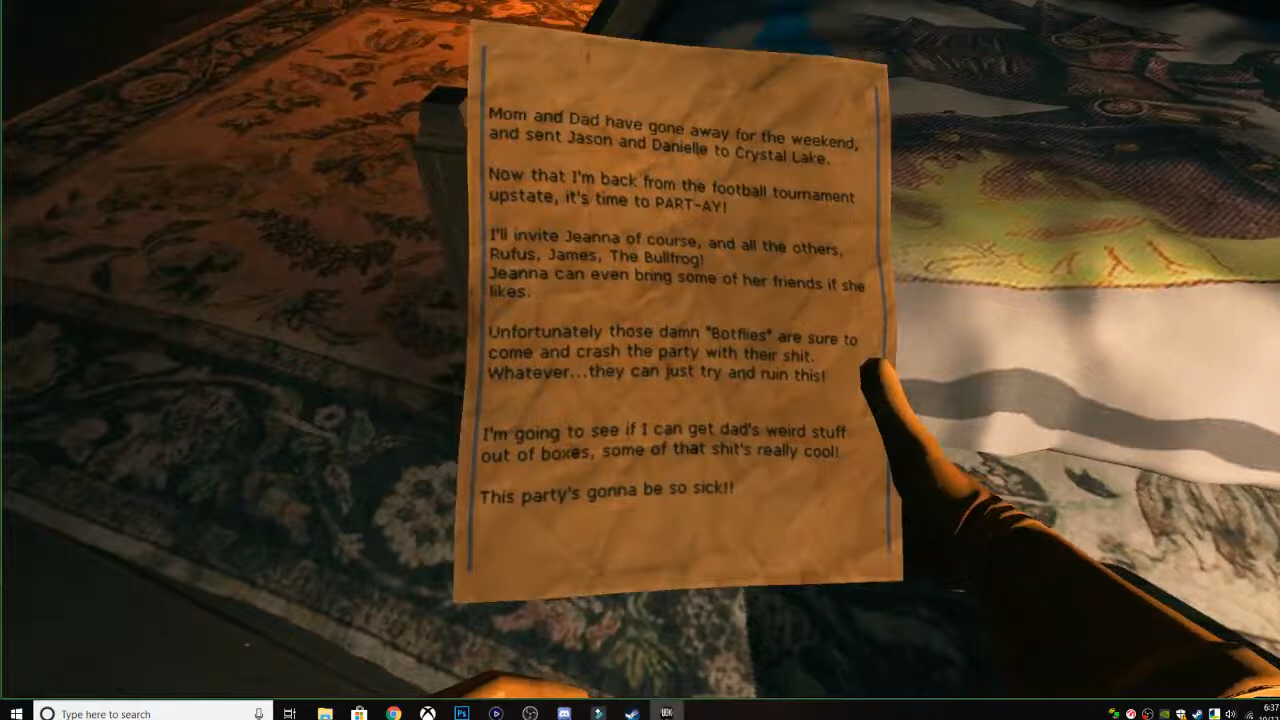 Mom and Dad have gone away for the weekend,
and sent Jason and Danielle to Crystal Lake.
Now that I'm back from the football tournament
upstate, it's time to PART-AY!
I'll invite Jeanna of course, and all the others,
Rufus, James, The Bullfrog!
Jeanna can even bring some of her friends if she
likes.
Unfortunately those damn "Botflies" are sure to
come and crash the party with their shit.
Whatever...they can just try and ruin this!
I'm going to see if I can get dad's weird stuff
out of boxes, some of that shit's really cool!
This party's gonna be so sick!!
Type here to search
Ps
6:37